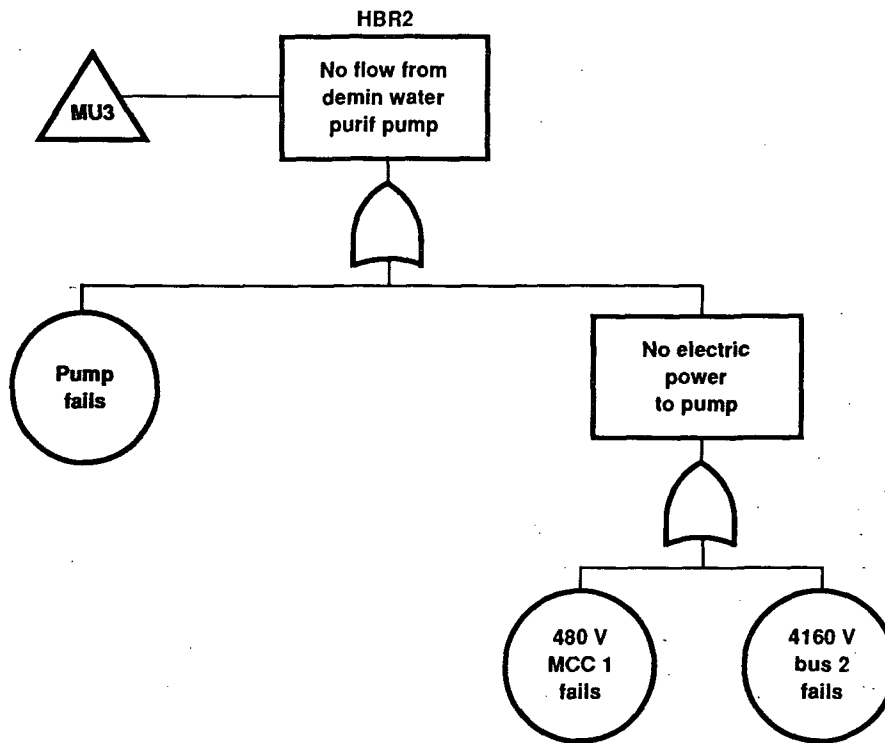 HBR2
MU3
No flow from
demin water
purif pump
Pump
fails
No electric
power
to pump
480 V
MCC 1
fails
4160 V
bus 2
fails